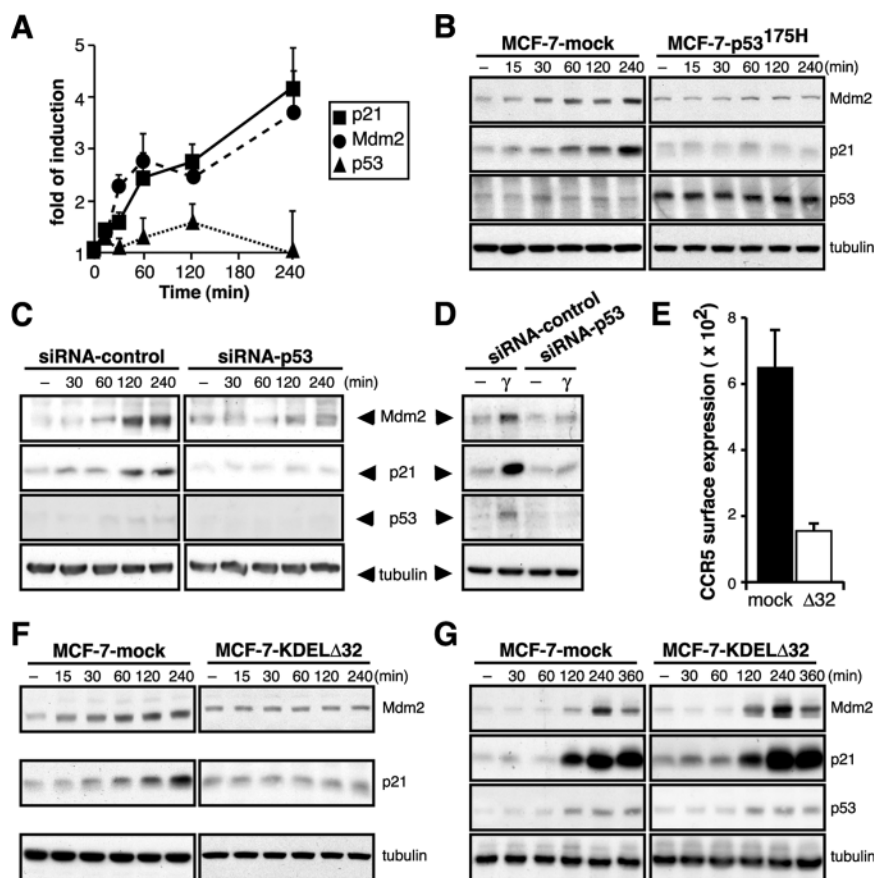 A
fold of induction
5
4
3
2
1
0 60 120 180 240
Time (min)
p21
Mdm2
p53
B
MCF-7-mock MCF-7-p53175H
– 15 30 60 120 240 – 15 30 60 120 240 (min)
Mdm2
p21
p53
tubulin
C
siRNA-control siRNA-p53
– 30 60 120 240 – 30 60 120 240 (min)
Mdm2
p21
p53
tubulin
D
siRNA-control
siRNA-p53
– γ – γ
E
CCR5 surface expression ( x 102)
8
6
4
2
0
mock Δ32
F
MCF-7-mock MCF-7-KDELΔ32
– 15 30 60 120 240 – 15 30 60 120 240 (min)
Mdm2
p21
tubulin
G
MCF-7-mock MCF-7-KDELΔ32
– 30 60 120 240 360 – 30 60 120 240 360 (min)
Mdm2
p21
p53
tubulin